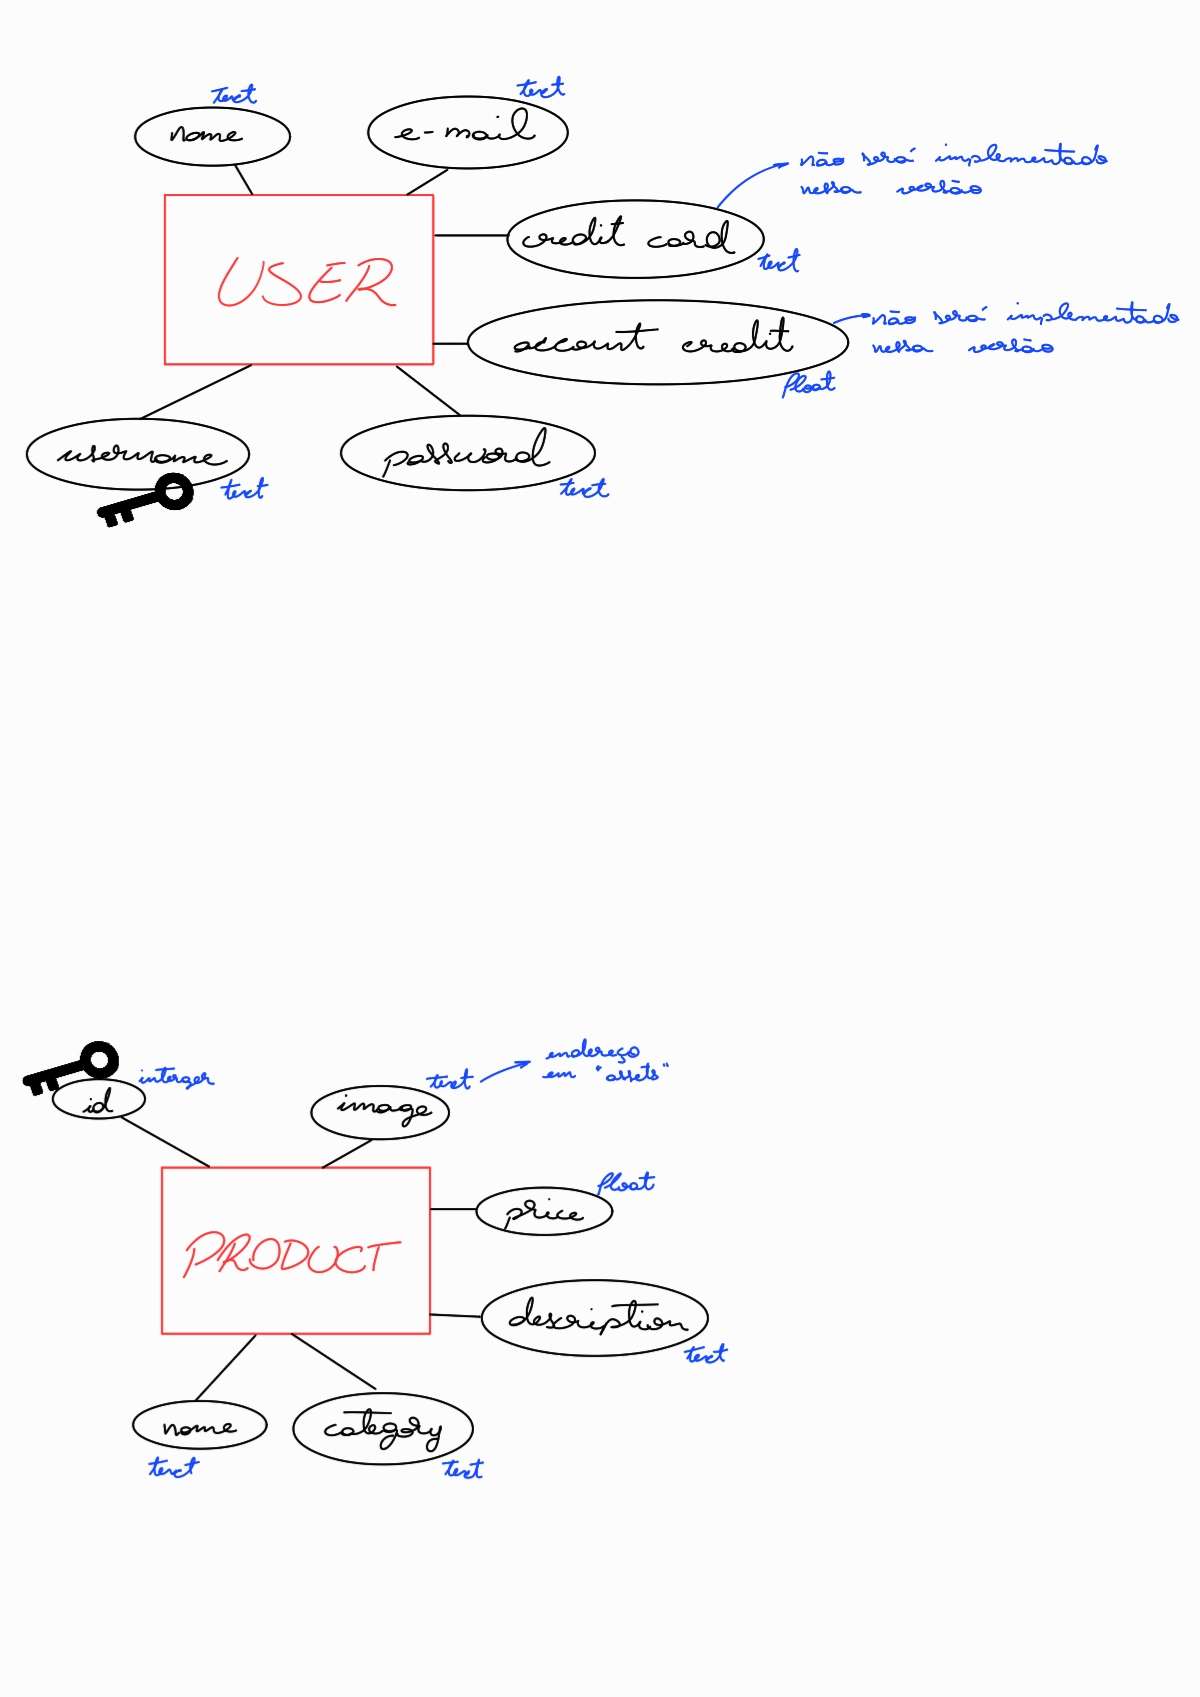 text
name
text
e-mail
não será implementado
nessa versão
credit card
text
USER
não será implementado
nessa versão
account credit
float
username
text
password
text
endereço
em "assets"
interger
text
id
image
float
price
PRODUCT
description
text
name
category
text
text